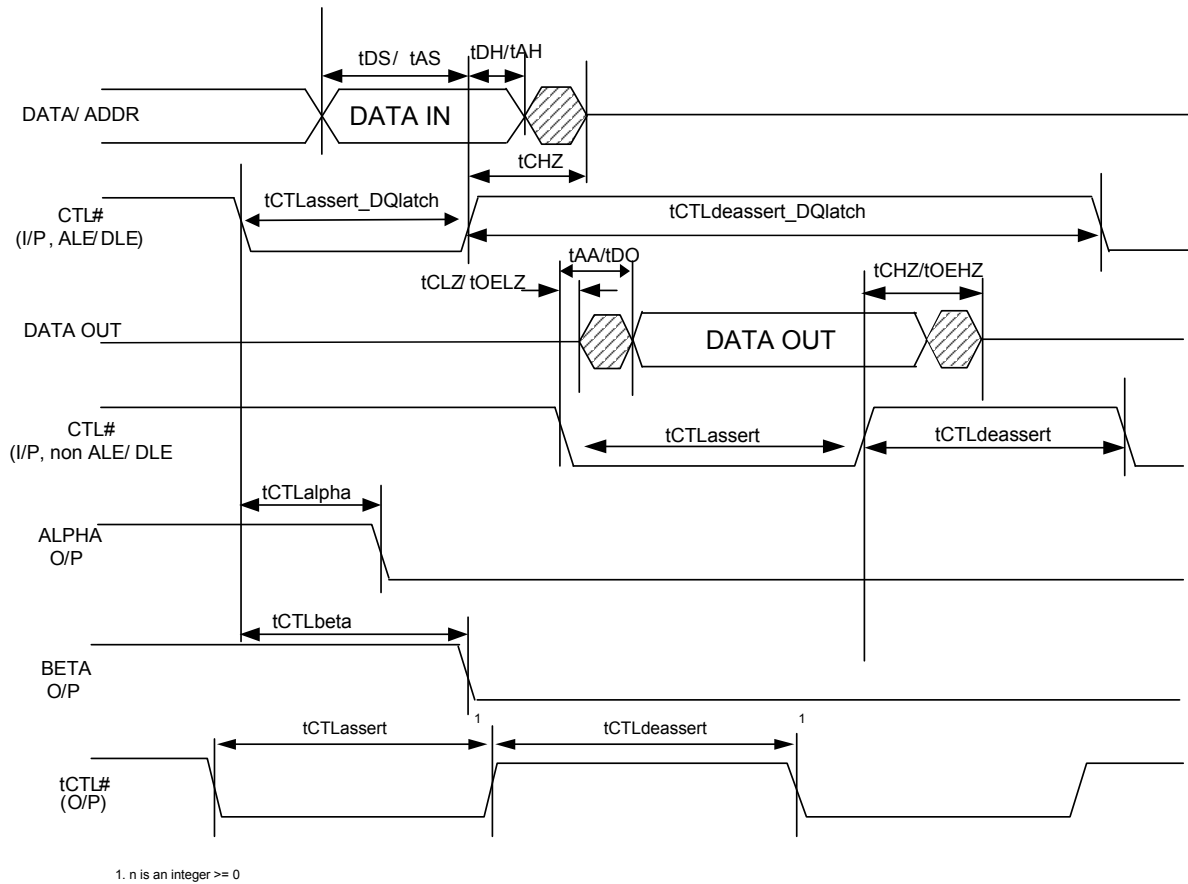 tDS/ tAS
tDH/tAH
DATA/ ADDR
DATA IN
tCHZ
CTL#
(I/P, ALE/DLE)
tCTLassert_DQlatch
tCTLdeassert_DQlatch
tAA/tDO
tCLZ/ tOELZ
tCHZ/tOEHZ
DATA OUT
DATA OUT
CTL#
(I/P, non ALE/ DLE
tCTLassert
tCTLdeassert
tCTLalpha
ALPHA
O/P
tCTLbeta
BETA
O/P
tCTLassert 1
tCTLdeassert 1
tCTL#
(O/P)
1. n is an integer >= 0